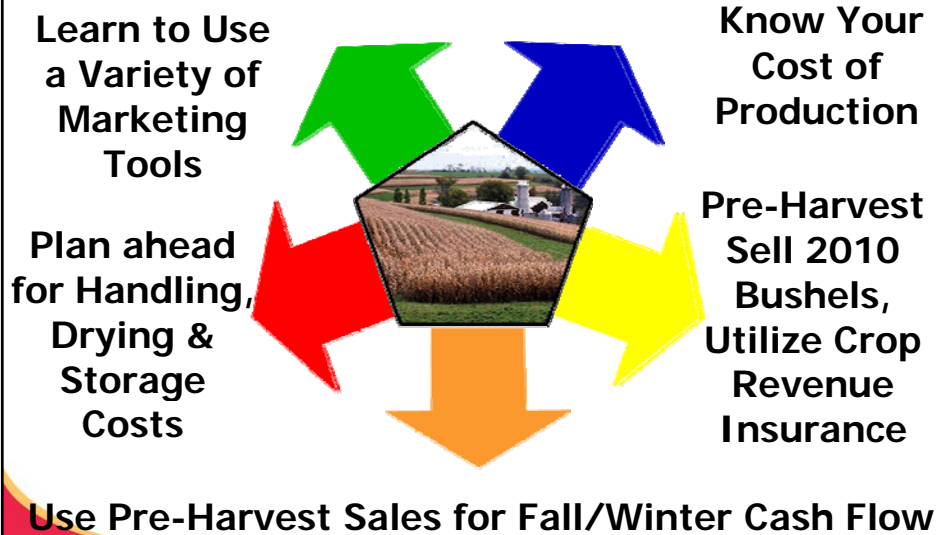 Learn to Use
a Variety of
Marketing
Tools
Know Your
Cost of
Production
Plan ahead
for Handling,
Drying &
Storage
Costs
Pre-Harvest
Sell 2010
Bushels,
Utilize Crop
Revenue
Insurance
Use Pre-Harvest Sales for Fall/Winter Cash Flow